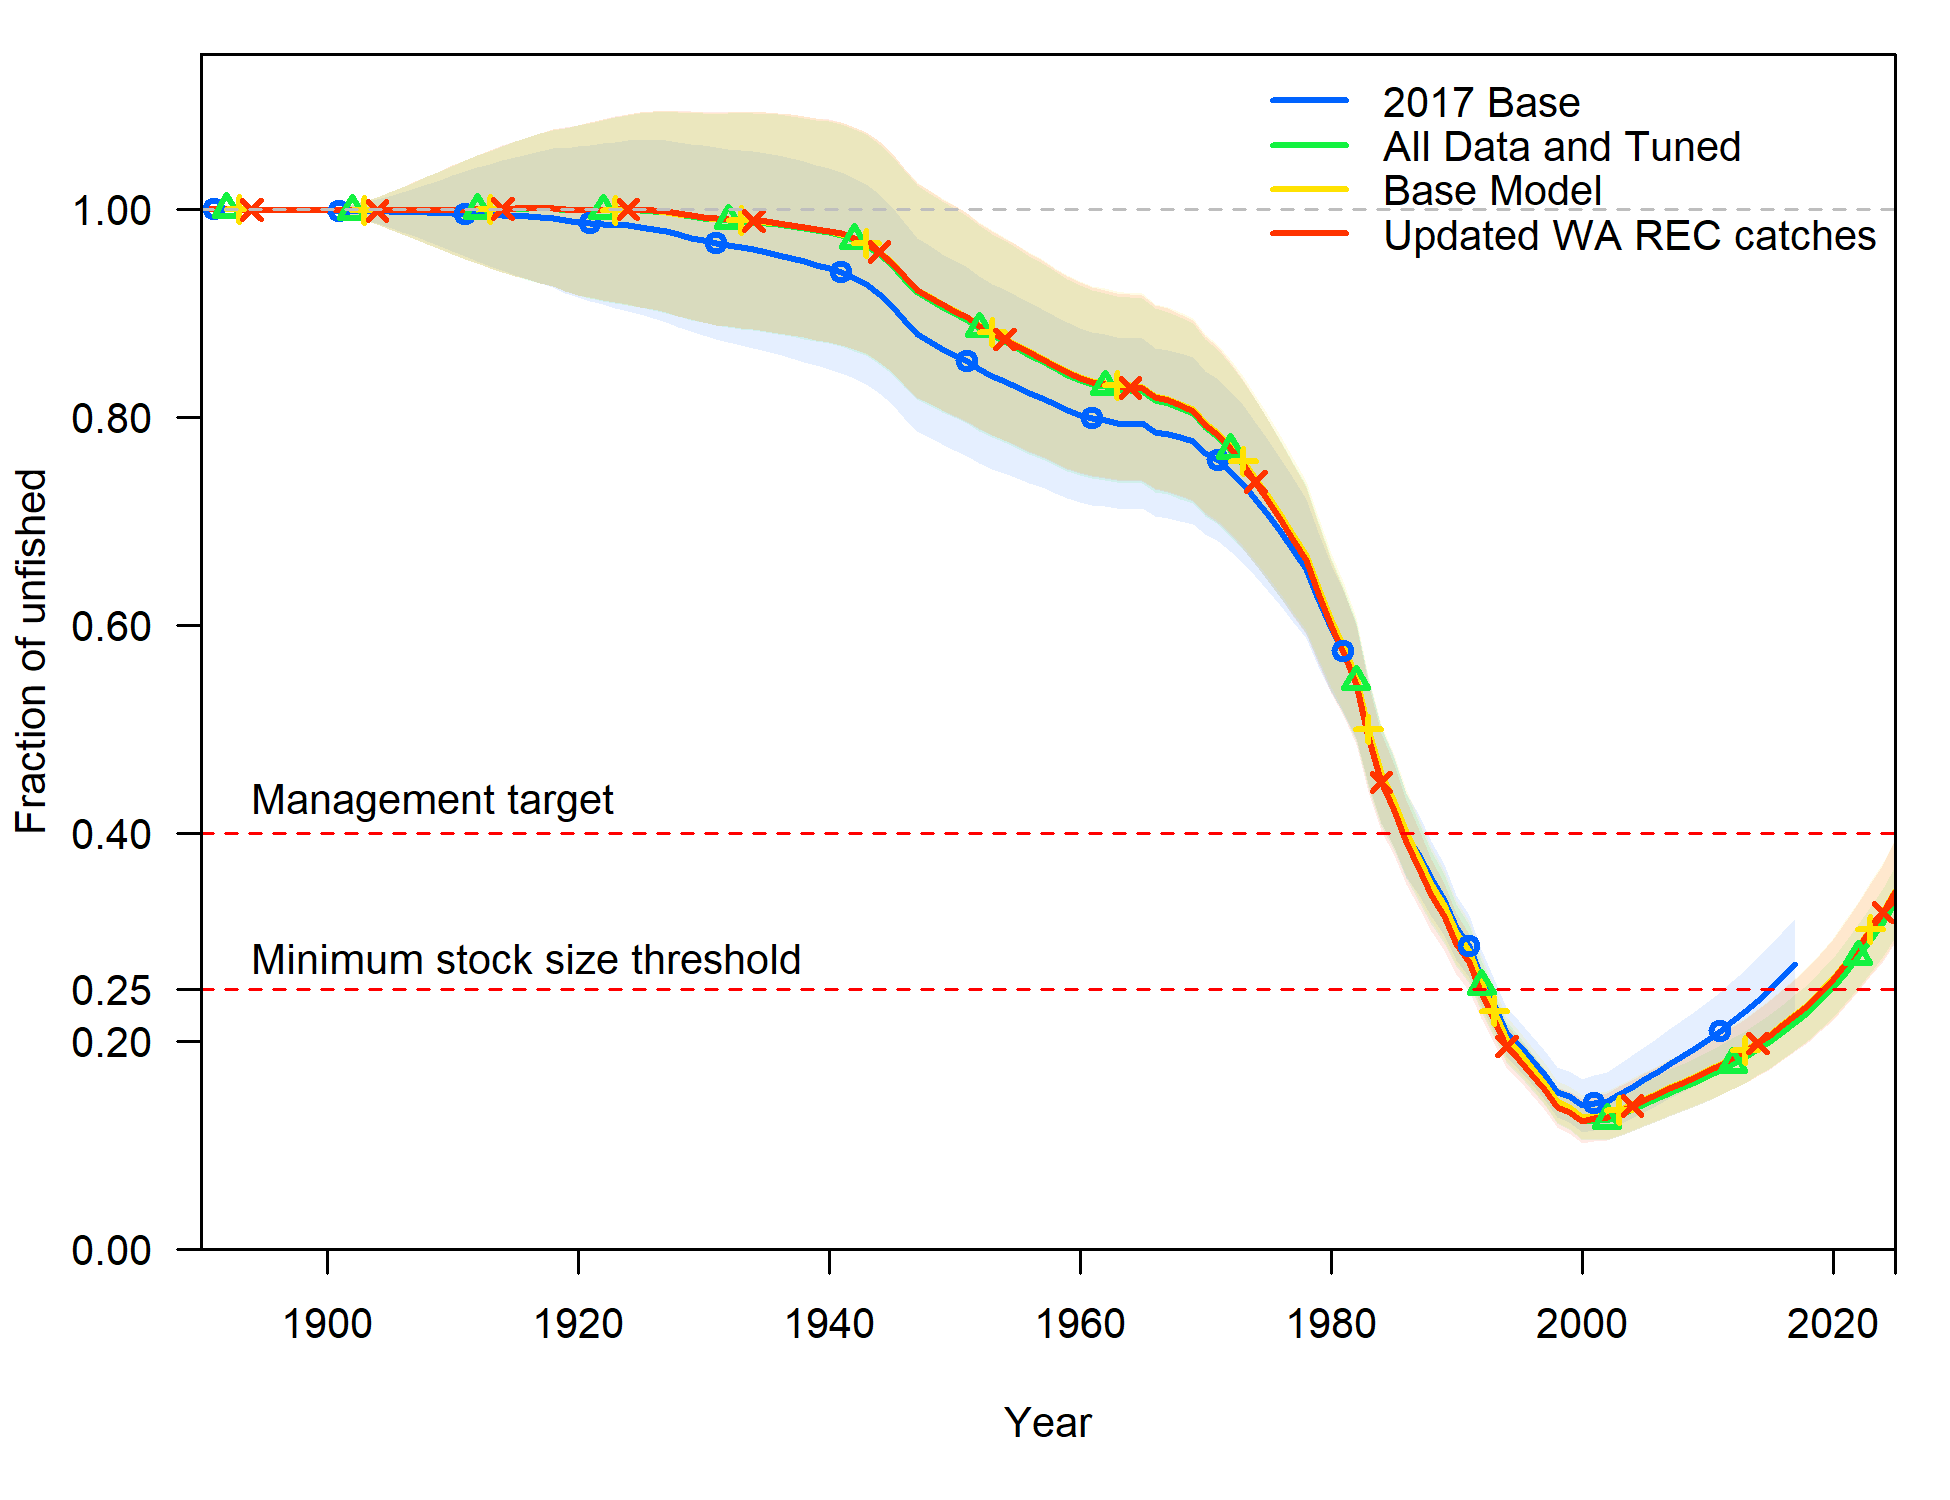 2017 Base
All Data and Tuned
Base Model
Updated WA REC catches
1.00
0.80
0.60
0.40
0.25
0.20
0.00
Fraction of unfished
Management target
Minimum stock size threshold
1900 1920 1940 1960 1980 2000 2020
Year